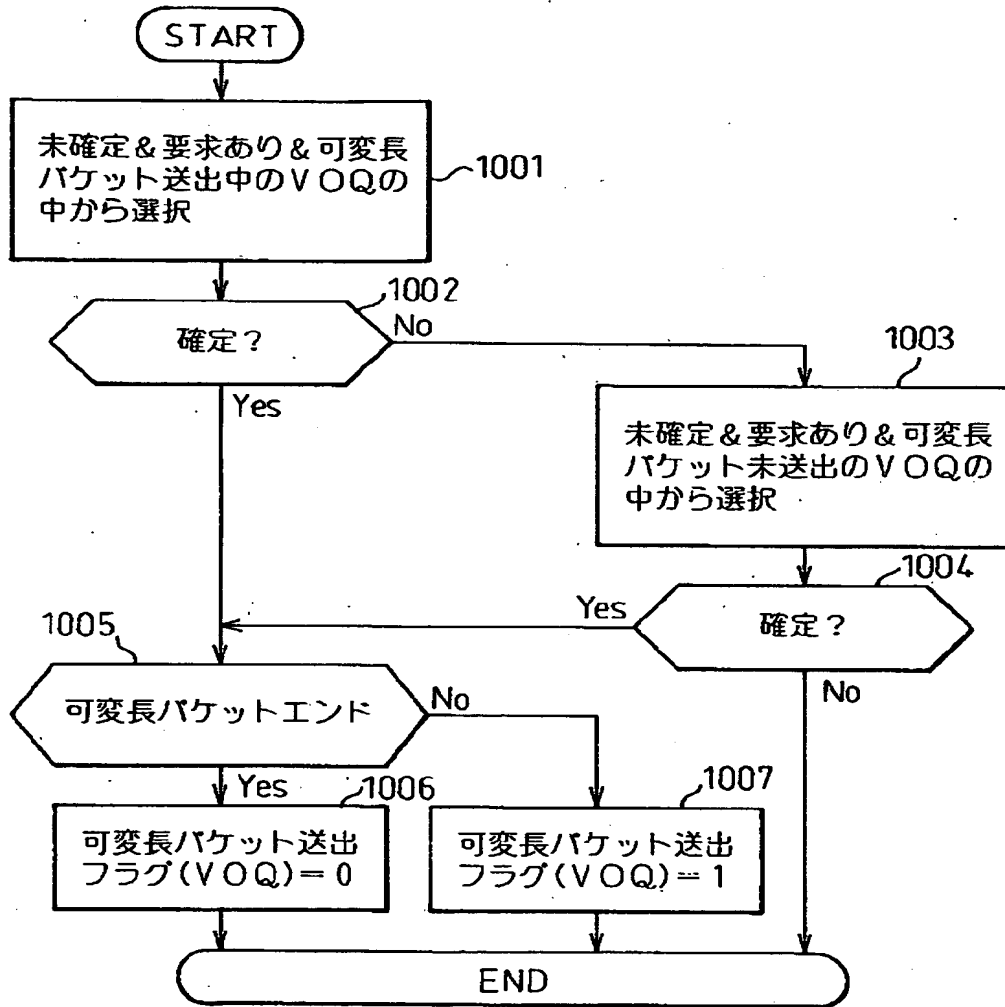 START
未確定&要求あり&可変長
パケット送出中のVOQの
中から選択
1001
1002
確定?
No
Yes
1003
未確定&要求あり&可変長
パケット未送出のVOQの
中から選択
1004
確定?
Yes
No
1005
可変長パケットエンド
No
Yes
1006
可変長パケット送出
フラグ(VOQ)=0
1007
可変長パケット送出
フラグ(VOQ)=1
END